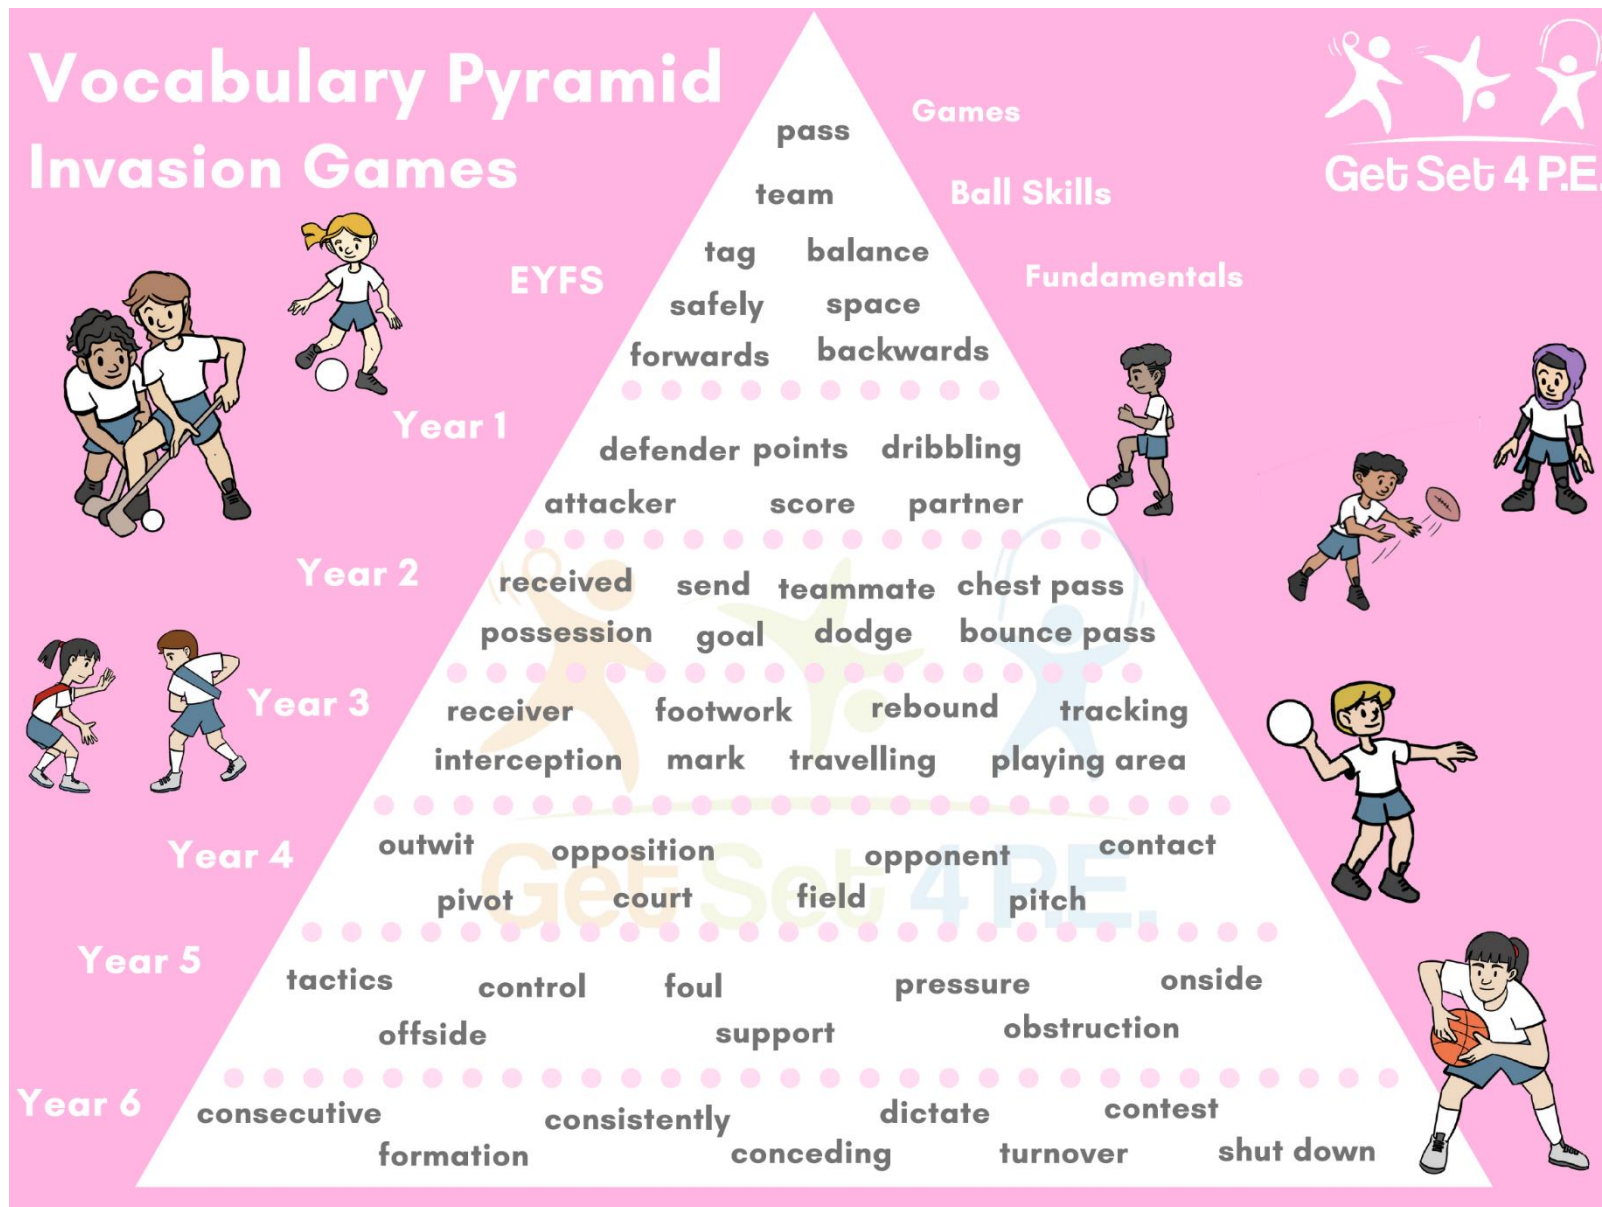 Vocabulary Pyramid
Invasion Games
Get Set 4 P.E.
Games
Ball Skills
Fundamentals
EYFS
pass
team
tag balance
safely space
forwards backwards
Year 1
defender points dribbling
attacker score partner
Year 2
received send teammate chest pass
possession goal dodge bounce pass
Year 3
receiver footwork rebound tracking
interception mark travelling playing area
Year 4
outwit opposition opponent contact
pivot court field pitch
Get Set 4 P.E.
Year 5
tactics control foul pressure onside
offside support obstruction
Year 6
consecutive consistently dictate contest
formation conceding turnover shut down